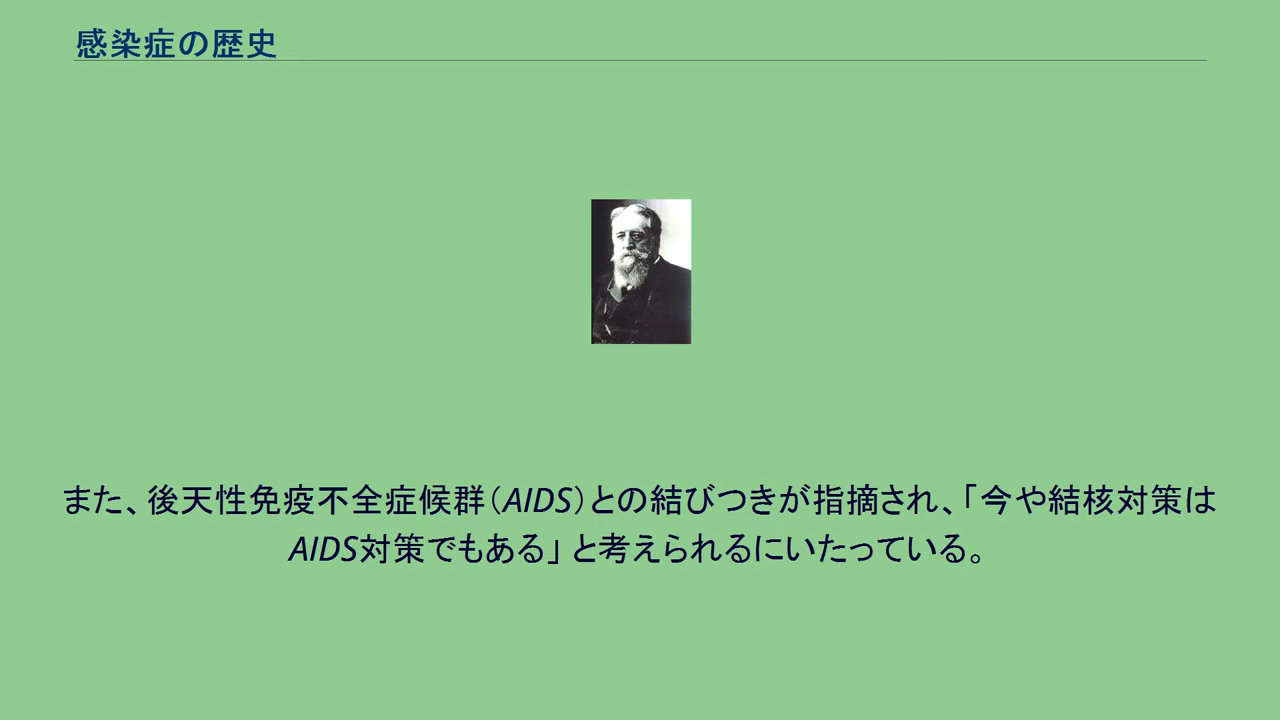 感染症の歴史
また、後天性免疫不全症候群（AIDS）との結びつきが指摘され、「今や結核対策は
AIDS対策でもある」と考えられるにいたっている。